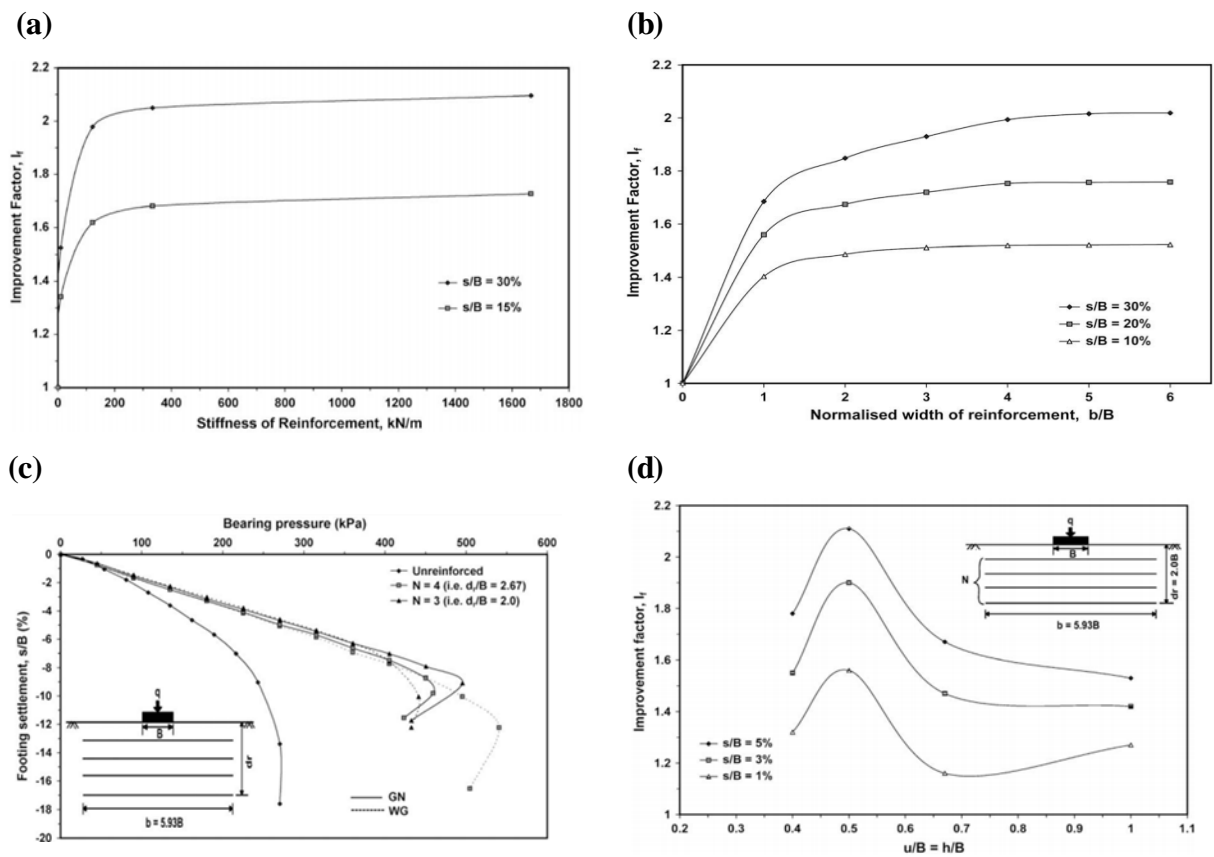 (a)
2.2
2
1.8
1.6
1.4
1.2
1
Improvement Factor, If
s/B = 30%
s/B = 15%
0 200 400 600 800 1000 1200 1400 1600 1800
Stiffness of Reinforcement, kN/m
(b)
2.2
2
1.8
1.6
1.4
1.2
1
Improvement Factor, If
s/B = 30%
s/B = 20%
s/B = 10%
0 1 2 3 4 5 6
Normalised width of reinforcement, b/B
(c)
Bearing pressure (kPa)
0 100 200 300 400 500 600
0
-2
-4
-6
-8
-10
-12
-14
-16
-18
-20
Footing settlement, s/B (%)
Unreinforced
N = 4 (i.e. dr/B = 2.67)
N = 3 (i.e. dr/B = 2.0)
q
B
dr
b = 5.93B
GN
WG
(d)
2.2
2
1.8
1.6
1.4
1.2
1
Improvement factor, If
q
B
N
dr = 2.0B
b = 5.93B
s/B = 5%
s/B = 3%
s/B = 1%
0.2 0.3 0.4 0.5 0.6 0.7 0.8 0.9 1 1.1
u/B = h/B